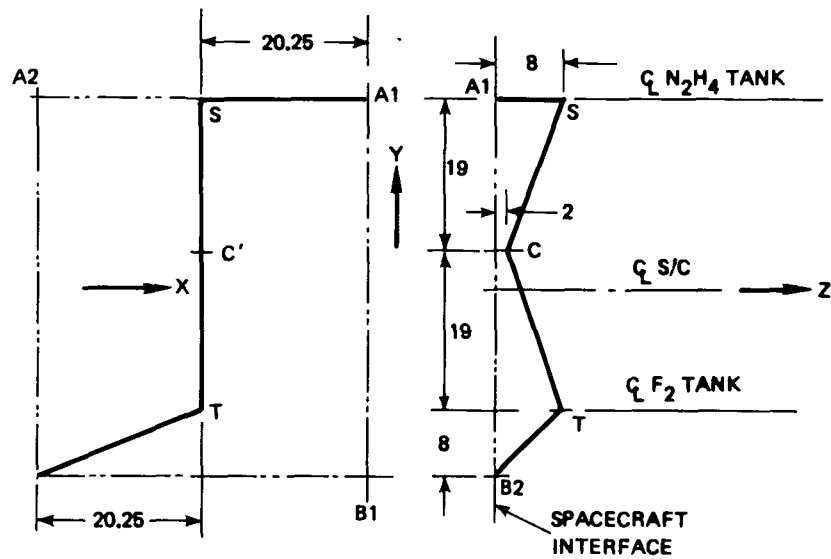 20.25
8
A2
A1
A1
℄ N2H4 TANK
S
S
Y
19
2
C'
C
X
℄ S/C
Z
19
℄ F2 TANK
T
T
8
B2
20.25
B1
SPACECRAFT
INTERFACE